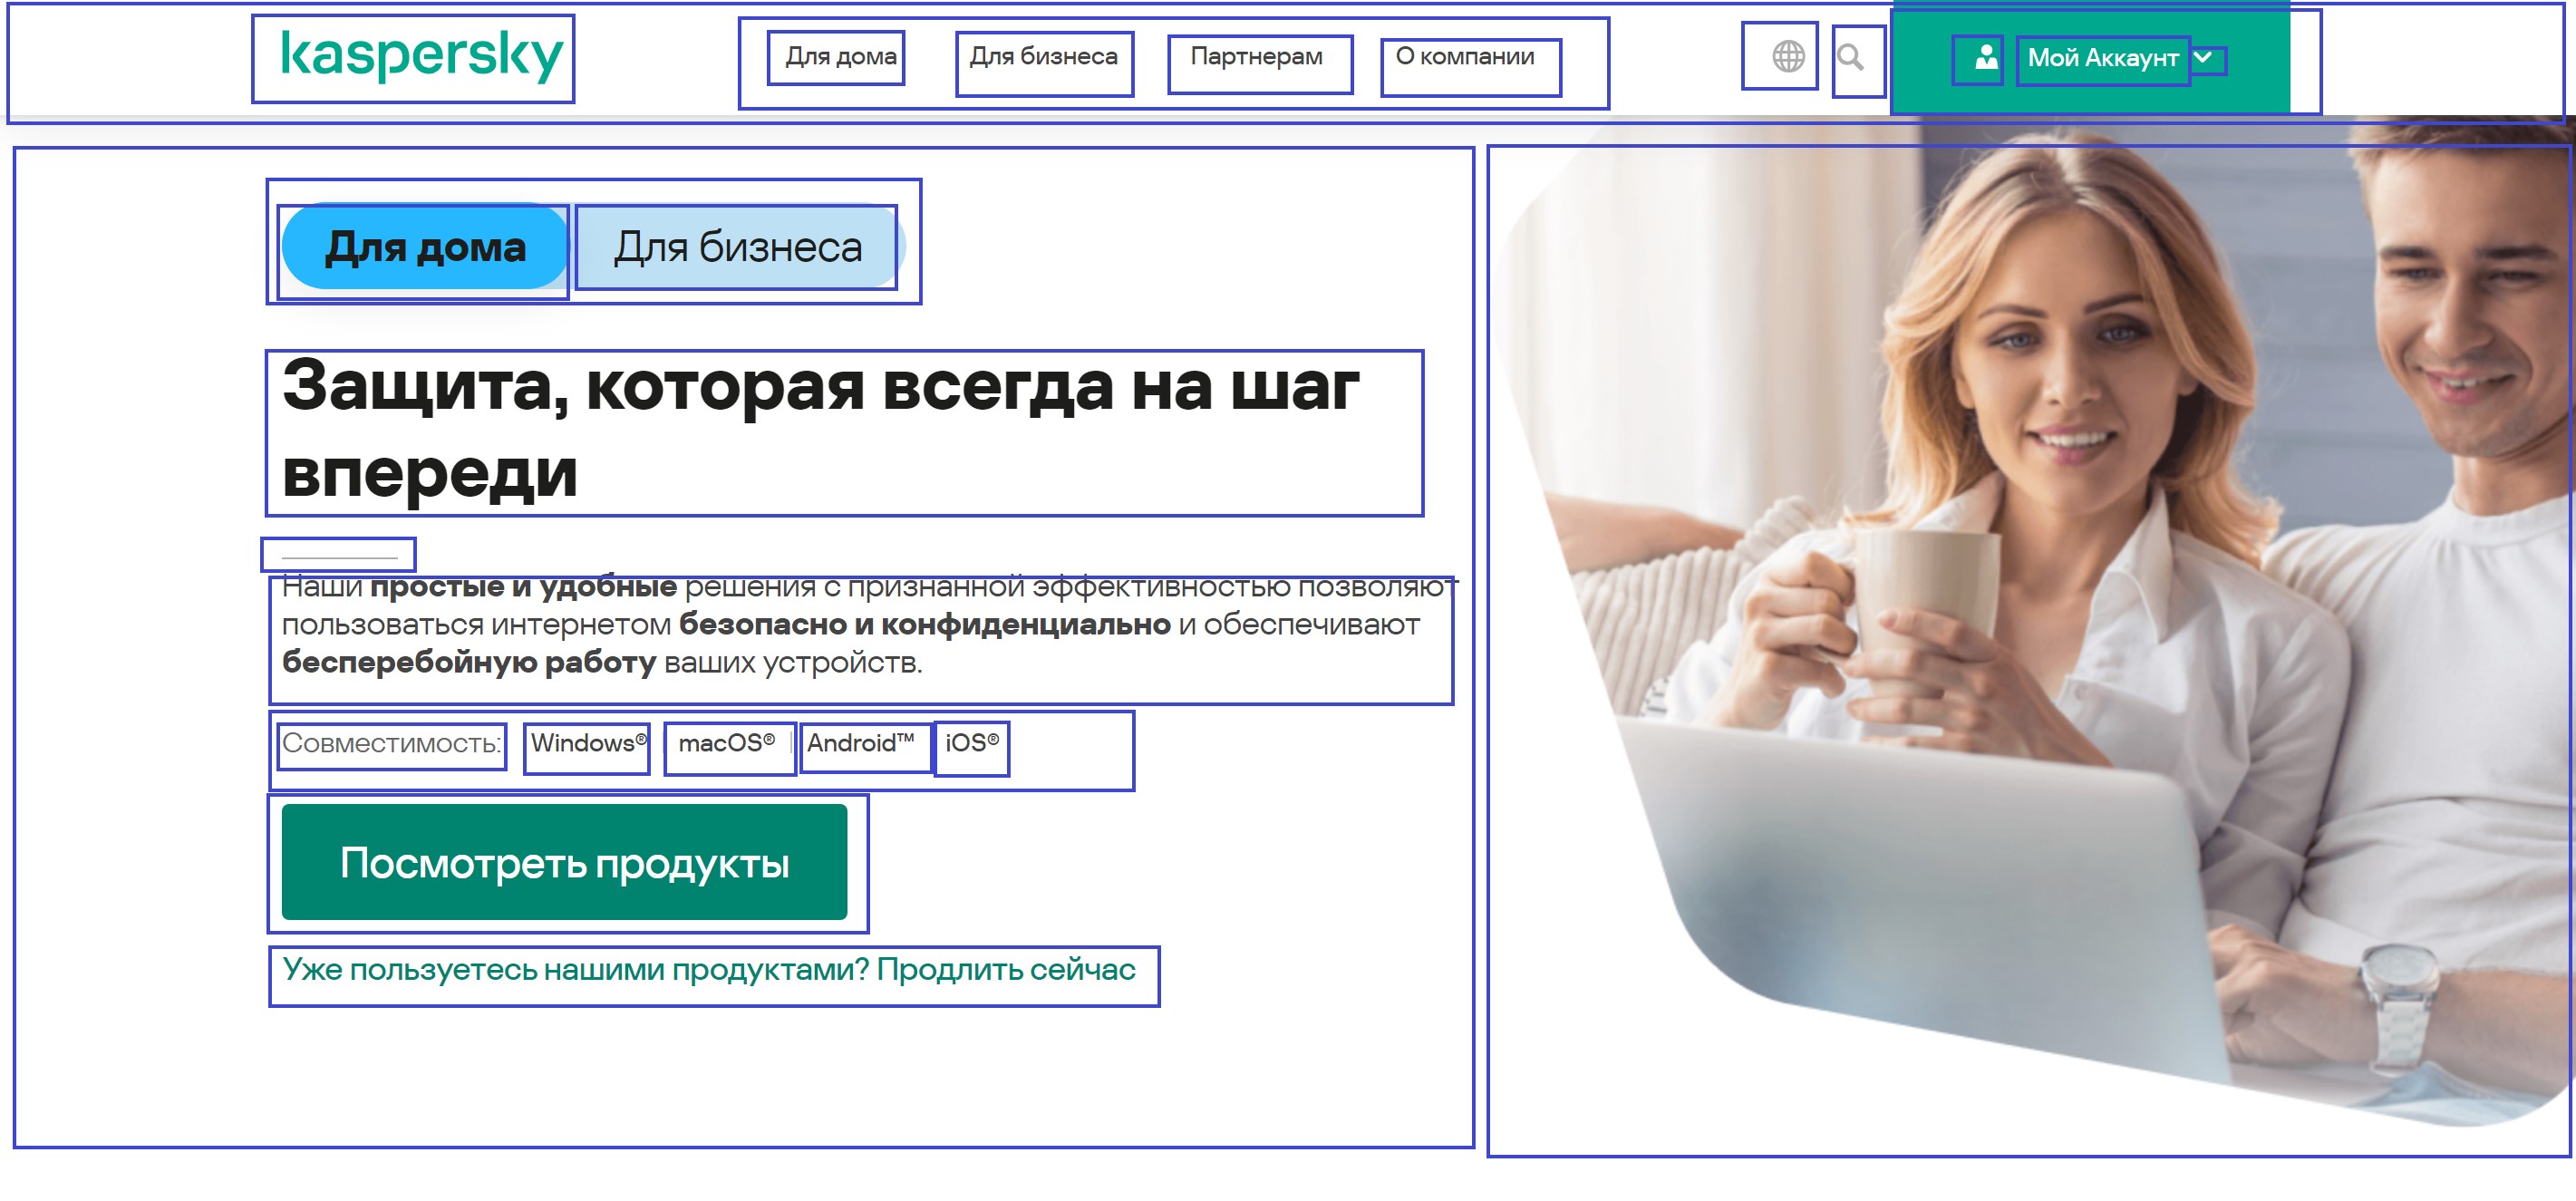 kaspersky
Для дома Для бизнеса Партнерам О компании Мой Аккаунт
Для дома Для бизнеса
Защита, которая всегда на шаг
впереди
Наши простые и удобные решения с признанной эффективностью позволяют
пользоваться интернетом безопасно и конфиденциально и обеспечивают
бесперебойную работу ваших устройств.
Совместимость: Windows® | macOS® | Android™ iOS®
Посмотреть продукты
Уже пользуетесь нашими продуктами? Продлить сейчас